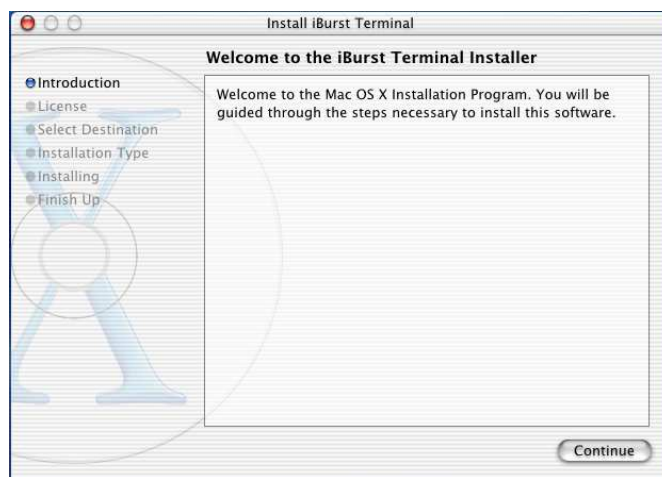 Install iBurst Terminal
Welcome to the iBurst Terminal Installer
Introduction
License
Select Destination
Installation Type
Installing
Finish Up
Welcome to the Mac OS X Installation Program. You will be
guided through the steps necessary to install this software.
Continue